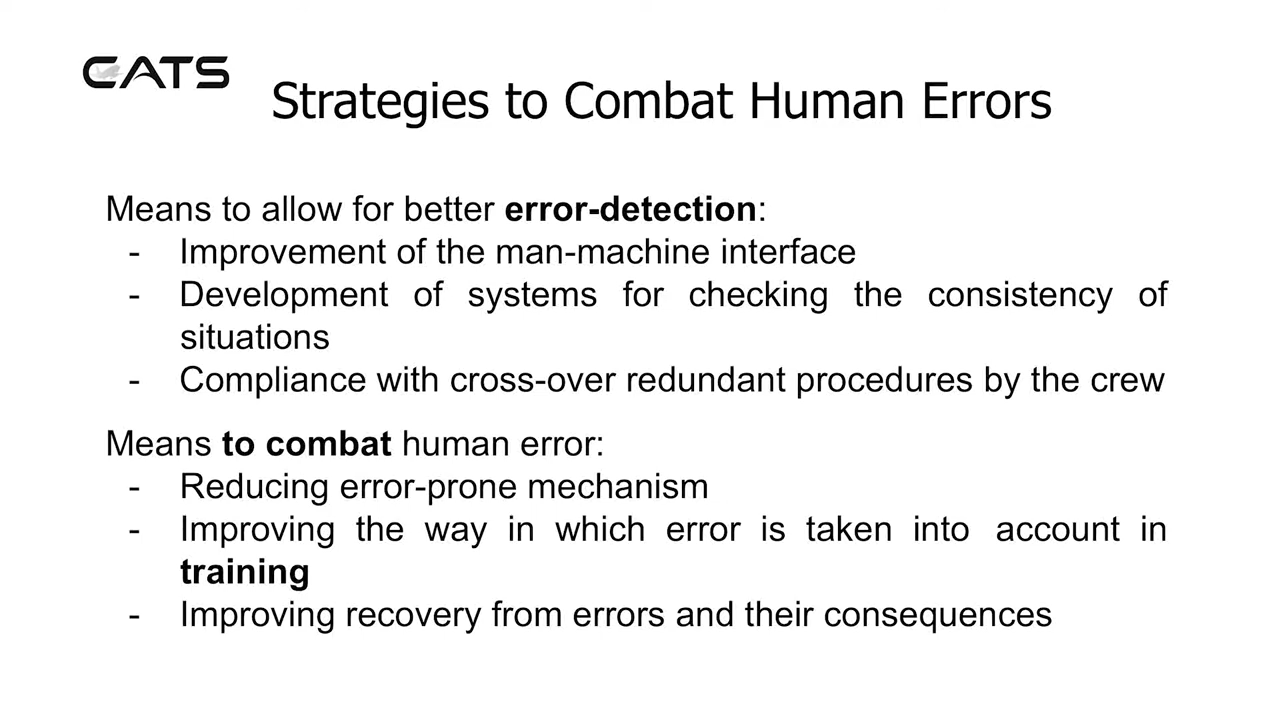 CATS
Strategies to Combat Human Errors
Means to allow for better error-detection:
- Improvement of the man-machine interface
- Development of systems for checking the consistency of
situations
- Compliance with cross-over redundant procedures by the crew
Means to combat human error:
- Reducing error-prone mechanism
- Improving the way in which error is taken into account in
training
- Improving recovery from errors and their consequences